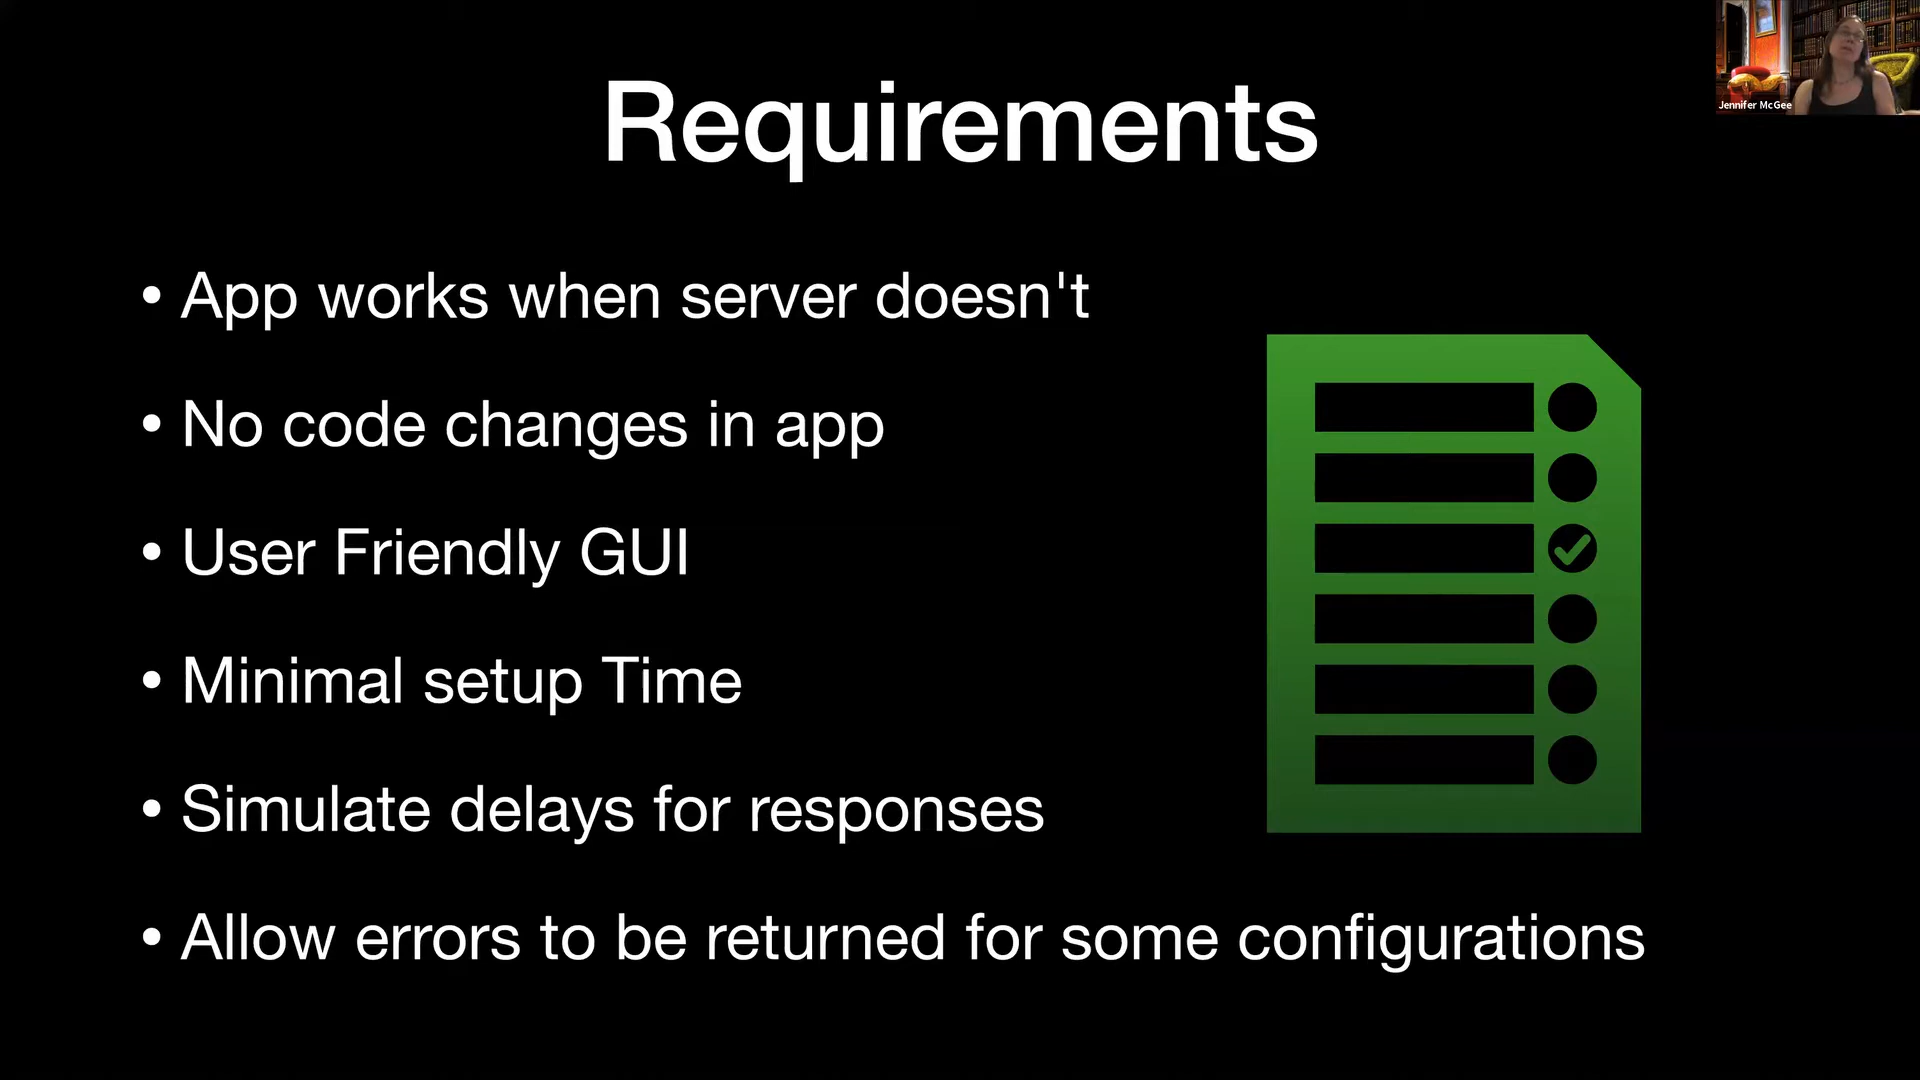 Requirements
Jennifer McGee
• App works when server doesn't
• No code changes in app
• User Friendly GUI
• Minimal setup Time
• Simulate delays for responses
• Allow errors to be returned for some configurations